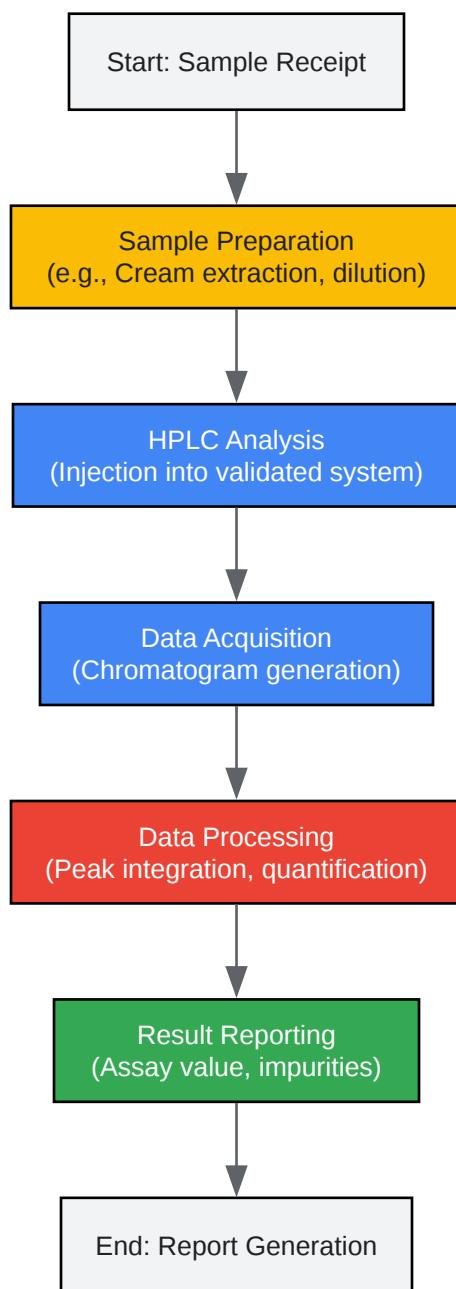 Start: Sample Receipt
Sample Preparation
(e.g., Cream extraction, dilution)
HPLC Analysis
(Injection into validated system)
Data Acquisition
(Chromatogram generation)
Data Processing
(Peak integration, quantification)
Result Reporting
(Assay value, impurities)
End: Report Generation